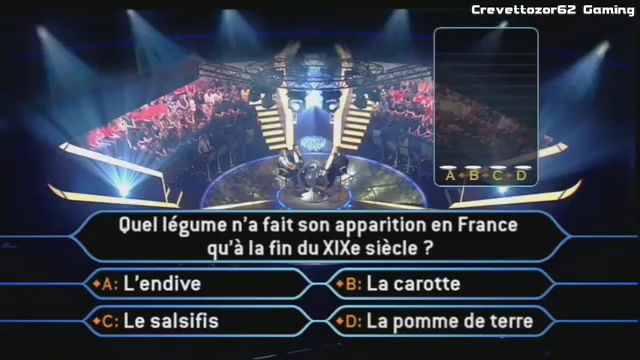 Crevettozor62 Gaming
A B C D
Quel légume n'a fait son apparition en France
qu'à la fin du XIXe siècle ?
A: L'endive
B: La carotte
C: Le salsifis
D: La pomme de terre